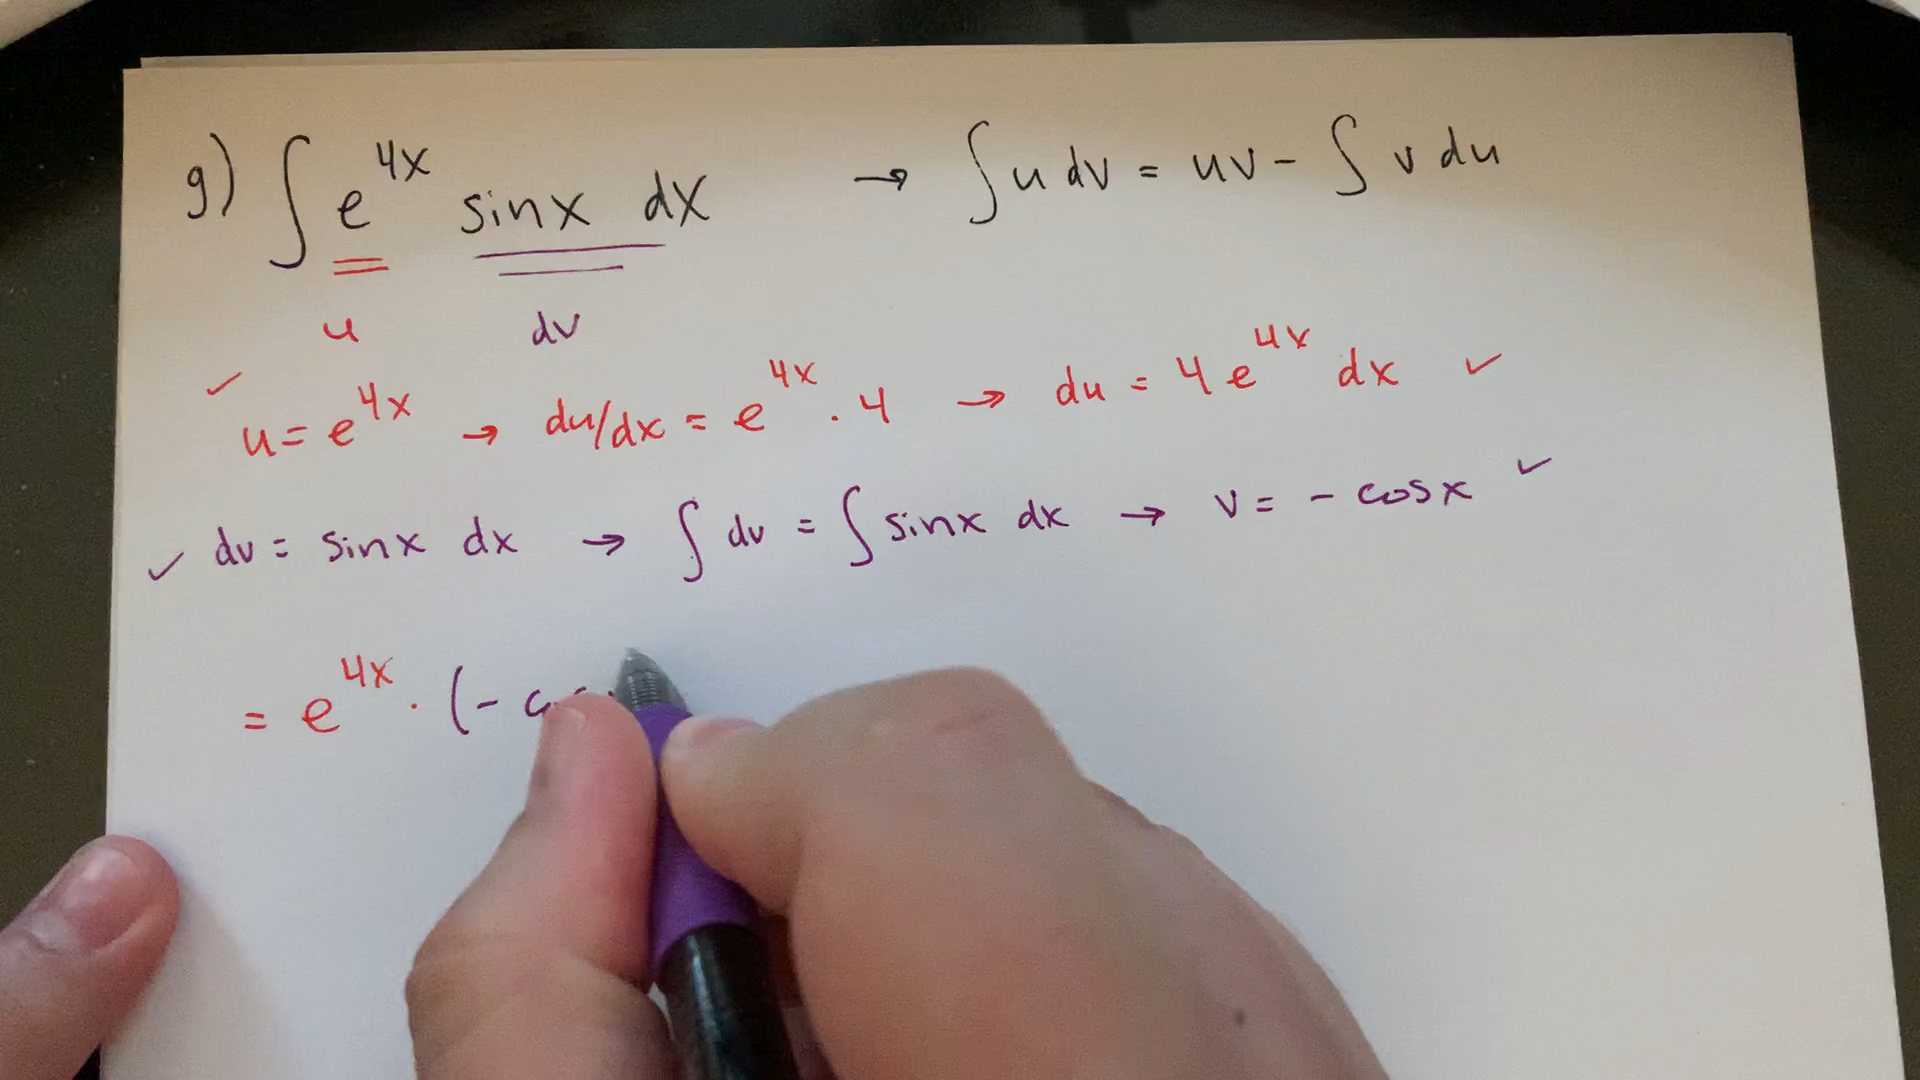 g) ∫ e^{4x} sinx dx → ∫ u dv = uv - ∫ v du
u dv
✓ u = e^{4x} → du/dx = e^{4x} · 4 → du = 4 e^{4x} dx ✓
✓ dv = sinx dx → ∫ dv = ∫ sinx dx → v = - cosx ✓
= e^{4x} · (-